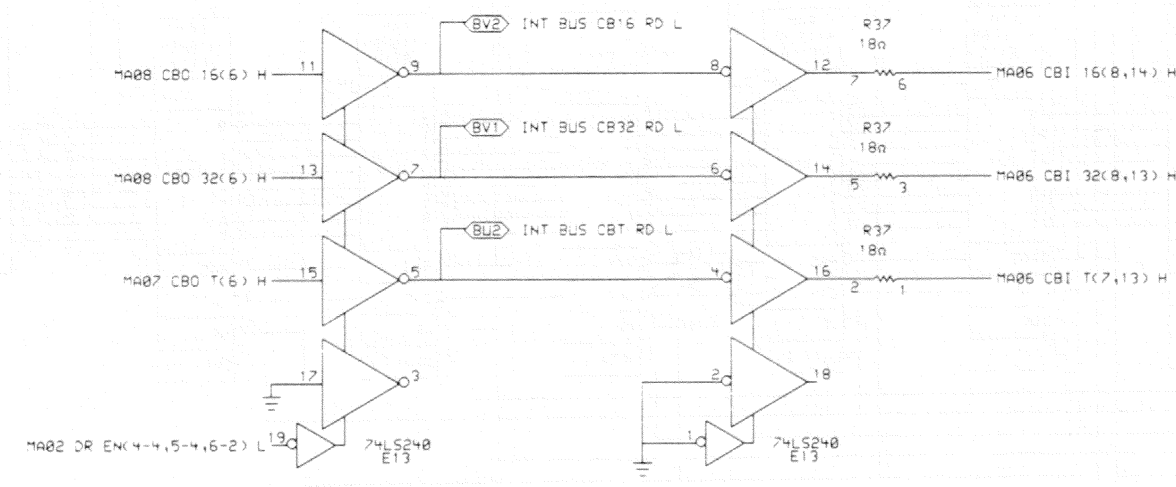 BV2 INT BUS CB16 RD L
R37
18Ω
MA08 CBO 16(6) H 11 9 8 12 7 6 MA06 CBI 16(8,14) H
BV1 INT BUS CB32 RD L
R37
18Ω
MA08 CBO 32(6) H 13 7 6 14 5 3 MA06 CBI 32(8,13) H
BU2 INT BUS CBT RD L
R37
18Ω
MA07 CBO T(6) H 15 5 4 16 2 1 MA06 CBI T(7,13) H
17 3 2 18
MA02 DR EN(4-4,5-4,6-2) L 19 74LS240 1 74LS240
E13 E13